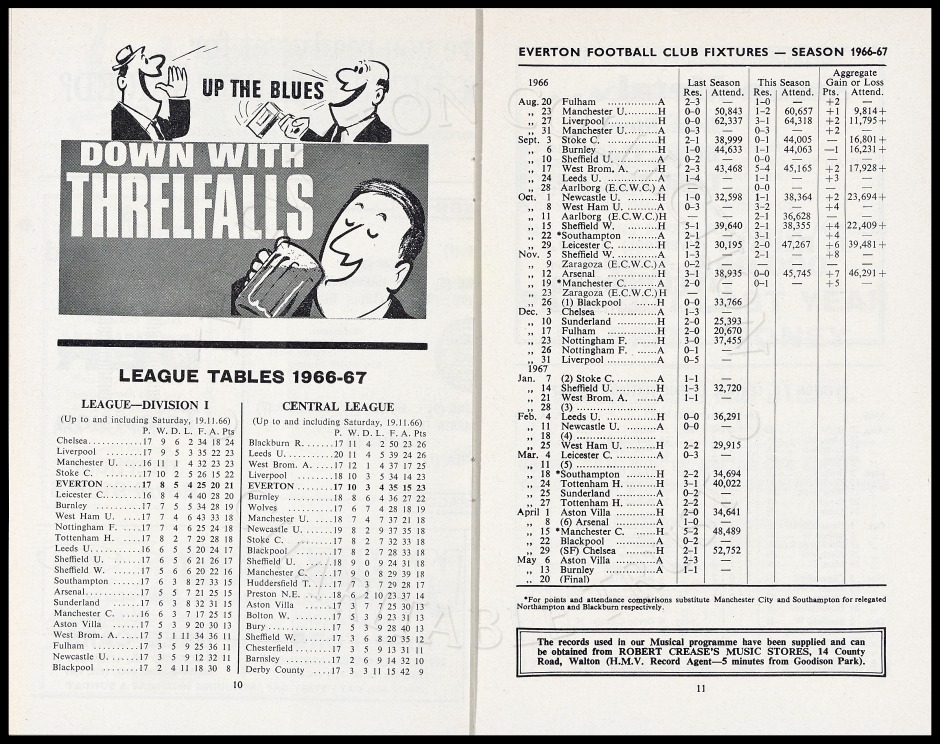 UP THE BLUES
DOWN WITH
THRELFALLS
LEAGUE TABLES 1966-67
LEAGUE—DIVISION I
(Up to and including Saturday, 19.11.66)
P. W. D. L. F. A. Pts
Chelsea...........17 9 6 2 34 18 24
Liverpool ........17 9 5 3 35 22 23
Manchester U. ....16 11 1 4 32 23 23
Stoke C. .........17 10 2 5 26 15 22
EVERTON ..........17 8 5 4 25 20 21
Leicester C.......16 8 4 4 40 28 20
Burnley ..........17 7 5 5 34 28 19
West Ham U. ......17 7 4 6 43 33 18
Nottingham F. ....17 7 4 6 25 24 18
Tottenham H. .....17 8 2 7 29 28 18
Leeds U...........16 6 5 5 20 24 17
Sheffield U. .....17 6 5 6 21 26 17
Sheffield W. .....17 5 6 6 20 22 16
Southampton ......17 6 3 8 27 33 15
Arsenal...........17 5 5 7 21 25 15
Sunderland .......17 6 3 8 32 31 15
Manchester C. ....16 6 3 7 17 25 15
Aston Villa ......17 5 3 9 20 30 13
West Brom. A. ....17 5 1 11 34 36 11
Fulham ...........17 3 5 9 25 36 11
Newcastle U.......17 3 5 9 12 32 11
Blackpool ........17 2 4 11 18 30 8
CENTRAL LEAGUE
(Up to and including Saturday, 19.11.66)
P. W. D. L. F. A. Pts
Blackburn R. ......17 11 4 2 50 23 26
Leeds U. ..........20 11 4 5 39 24 26
West Brom. A. .....17 12 1 4 37 17 25
Liverpool .........18 10 3 5 34 14 23
EVERTON ...........17 10 3 4 35 15 23
Burnley ...........18 8 6 4 36 27 22
Wolves ............17 6 7 4 28 18 19
Manchester U. .....18 7 4 7 37 21 18
Newcastle U. ......19 8 2 9 37 35 18
Stoke C. ..........17 8 2 7 32 33 18
Blackpool .........17 8 2 7 28 33 18
Sheffield U. ......18 9 0 9 24 31 18
Manchester C. .....17 9 0 8 29 39 18
Huddersfield T. ...17 7 3 7 29 28 17
Preston N.E. ......18 6 2 10 23 37 14
Aston Villa .......17 3 7 7 25 30 13
Bolton W. .........17 5 3 9 23 31 13
Bury ..............17 5 3 9 28 40 13
Sheffield W. ......17 3 6 8 20 35 12
Chesterfield ......17 3 5 9 13 31 11
Barnsley ..........17 2 6 9 14 32 10
Derby County ......17 3 3 11 15 42 9
10
EVERTON FOOTBALL CLUB FIXTURES — SEASON 1966-67
1966 Last Season This Season Aggregate Gain or Loss
Res. Attend. Res. Attend. Pts. Attend.
Aug. 20 Fulham ............A 2–3 — 1–0 — +2 —
„ 23 Manchester U..........H 0–0 50,843 1–2 60,657 +1 9,814+
„ 27 Liverpool ............H 0–0 62,337 3–1 64,318 +2 11,795+
„ 31 Manchester U..........A 0–3 — 0–3 — +2 —
Sept. 3 Stoke C. .........H 2–1 38,999 0–1 44,005 — 16,801+
„ 6 Burnley ...............H 1–0 44,633 1–1 44,063 —1 16,231+
„ 10 Sheffield U. .........A 0–2 — 0–0 — — —
„ 17 West Brom. A. ........H 2–3 43,468 5–4 45,165 +2 17,928+
„ 24 Leeds U. .............A 1–4 — 1–1 — +3 —
„ 28 Aarlborg (E.C.W.C.) A — — 0–0 — — —
Oct. 1 Newcastle U. ......H 1–0 32,598 1–1 38,364 +2 23,694+
„ 8 West Ham U. ..........A 0–3 — 3–2 — +4 —
„ 11 Aarlborg (E.C.W.C.)H — — 2–1 36,628 — —
„ 15 Sheffield W. .........H 5–1 39,640 2–1 38,355 +4 22,409+
„ 22 *Southampton .........A 2–1 — 3–1 — +4 —
„ 29 Leicester C. .........H 1–2 30,195 2–0 47,267 +6 39,481+
Nov. 5 Sheffield W. ......A 1–3 — 2–1 — +8 —
„ 9 Zaragoza (E.C.W.C.) A 0–2 — — — — —
„ 12 Arsenal ..............H 3–1 38,935 0–0 45,745 +7 46,291+
„ 19 *Manchester C. .......A 2–0 — 0–1 — +5 —
„ 23 Zaragoza (E.C.W.C.)H — —
„ 26 (1) Blackpool ......H 0–0 33,766
Dec. 3 Chelsea ...........A 1–3 —
„ 10 Sunderland ...........H 2–0 25,393
„ 17 Fulham ...............H 2–0 20,670
„ 23 Nottingham F. ........H 3–0 37,455
„ 26 Nottingham F. ........A 0–1 —
„ 31 Liverpool ............A 0–5 —
1967
Jan. 7 (2) Stoke C. ......A 1–1 —
„ 14 Sheffield U. .........H 1–3 32,720
„ 21 West Brom. A. ........A 1–1 —
„ 28 (3) ..................
Feb. 4 Leeds U. ..........H 0–0 36,291
„ 11 Newcastle U. .........A 0–0 —
„ 18 (4) ..................
„ 25 West Ham U. ..........H 2–2 29,915
Mar. 4 Leicester C. ......A 0–3 —
„ 11 (5) ..................
„ 18 *Southampton .........H 2–2 34,694
„ 24 Tottenham H. .........H 3–1 40,022
„ 25 Sunderland ...........A 0–2 —
„ 27 Tottenham H. .........A 2–2 —
April 1 Aston Villa ......H 2–0 34,641
„ 8 (6) Arsenal ...........A 1–0 —
„ 15 *Manchester C. .......H 5–2 48,489
„ 22 Blackpool ............A 0–2 —
„ 29 (SF) Chelsea .........H 2–1 52,752
May 6 Aston Villa ........A 2–3 —
„ 13 Burnley ..............A 1–1 —
„ 20 (Final)
*For points and attendance comparisons substitute Manchester City and Southampton for relegated
Northampton and Blackburn respectively.
The records used in our Musical programme have been supplied and can
be obtained from ROBERT CREASE'S MUSIC STORES, 14 County
Road, Walton (H.M.V. Record Agent—5 minutes from Goodison Park).
11